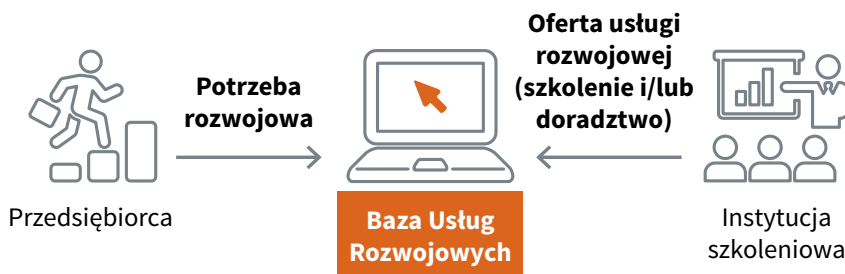 Przedsiębiorca
Potrzeba
rozwojowa
Baza Usług
Rozwojowych
Oferta usługi
rozwojowej
(szkolenie i/lub
doradztwo)
Instytucja
szkoleniowa